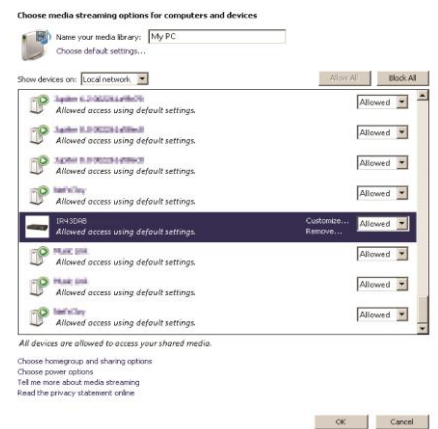 Choose media streaming options for computers and devices
Name your media library: My PC
Choose default settings...
Show devices on: Local network Allow All Block All
Allowed
Allowed access using default settings.
Allowed
Allowed access using default settings.
Allowed
Allowed access using default settings.
Allowed
Allowed access using default settings.
IR43DAB Customize... Allowed
Allowed access using default settings. Remove...
Allowed
Allowed access using default settings.
Allowed
Allowed access using default settings.
Allowed
Allowed access using default settings.
All devices are allowed to access your shared media.
Choose homegroup and sharing options
Choose power options
Tell me more about media streaming
Read the privacy statement online
OK Cancel